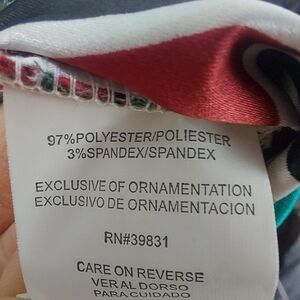 97%POLYESTER/POLIESTER
3%SPANDEX/SPANDEX
EXCLUSIVE OF ORNAMENTATION
EXCLUSIVO DE ORNAMENTACION
RN#39831
CARE ON REVERSE
VER AL DORSO
PARA CUIDADO